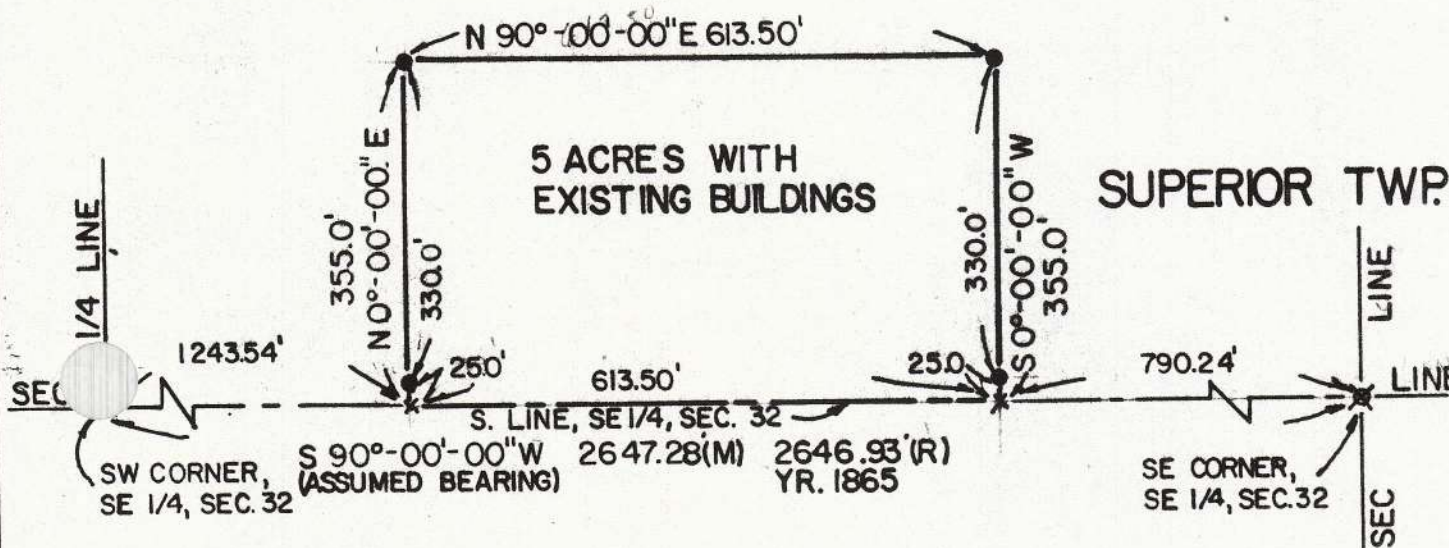 N 90°-00'-00"E 613.50'
5 ACRES WITH
EXISTING BUILDINGS
SUPERIOR TWP.
1/4 LINE
355.0'
N 0°-00'-00" E
330.0'
330.0'
S 0°-00'-00" W
355.0'
LINE
1243.54'
25.0'
613.50'
25.0
790.24'
SEC
LINE
S. LINE, SE 1/4, SEC. 32
S 90°-00'-00"W 2647.28'(M) 2646.93'(R)
(ASSUMED BEARING) YR. 1865
SW CORNER,
SE 1/4, SEC. 32
SE CORNER,
SE 1/4, SEC. 32
SEC